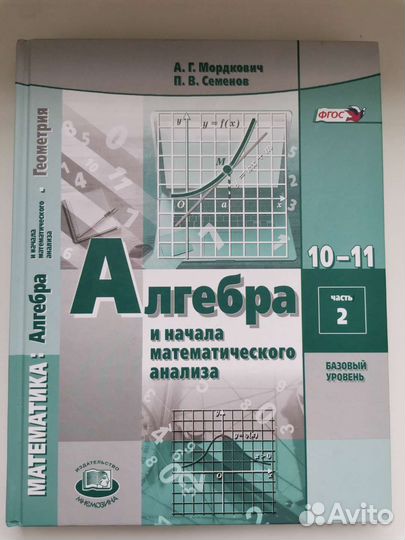 А. Г. Мордкович
П. В. Семенов
ФГОС
y
y = f(x)
M
O
a
x
10–11
часть
2
Алгебра
и начала
математического
анализа
БАЗОВЫЙ
УРОВЕНЬ
МАТЕМАТИКА: Алгебра и начала математического анализа. Геометрия
ИЗДАТЕЛЬСТВО
МНЕМОЗИНА
Avito